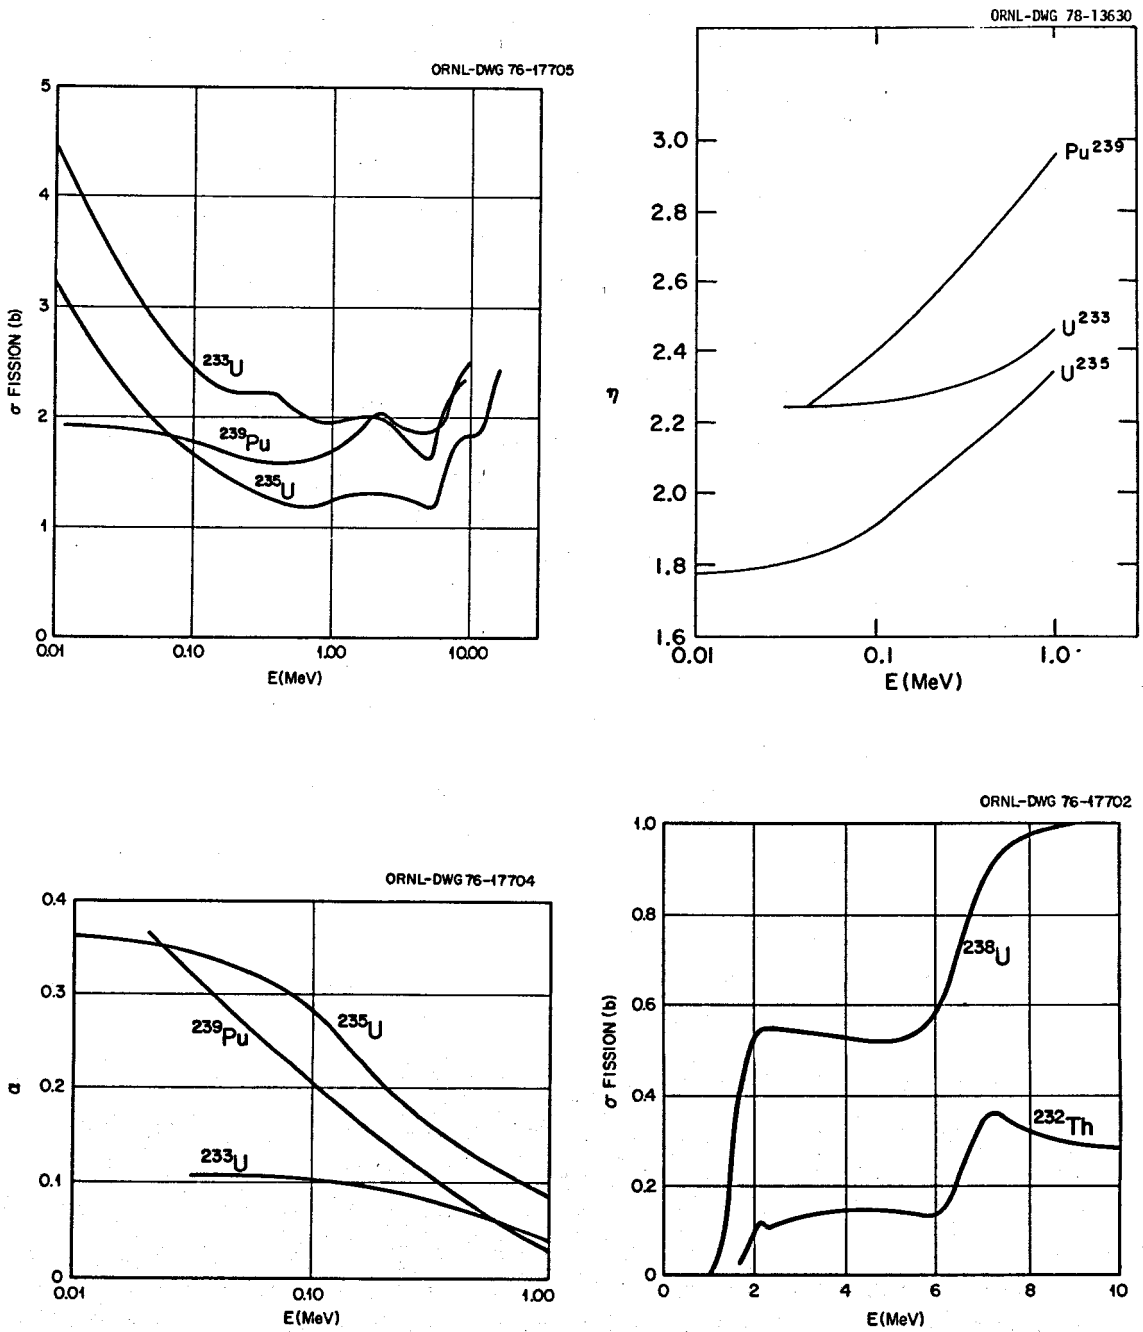 ORNL-DWG 76-17705
5
4
3
2
1
0
σ FISSION (b)
²³³U
²³⁹Pu
²³⁵U
0.01
0.10
1.00
10.00
E(MeV)
ORNL-DWG 78-13630
3.0
2.8
2.6
2.4
2.2
2.0
1.8
1.6
η
Pu²³⁹
U²³³
U²³⁵
0.01
0.1
1.0
E (MeV)
ORNL-DWG 76-17704
0.4
0.3
0.2
0.1
0
α
²³⁵U
²³⁹Pu
²³³U
0.01
0.10
1.00
E(MeV)
ORNL-DWG 76-17702
1.0
0.8
0.6
0.4
0.2
0
σ FISSION (b)
²³⁸U
²³²Th
0
2
4
6
8
10
E(MeV)